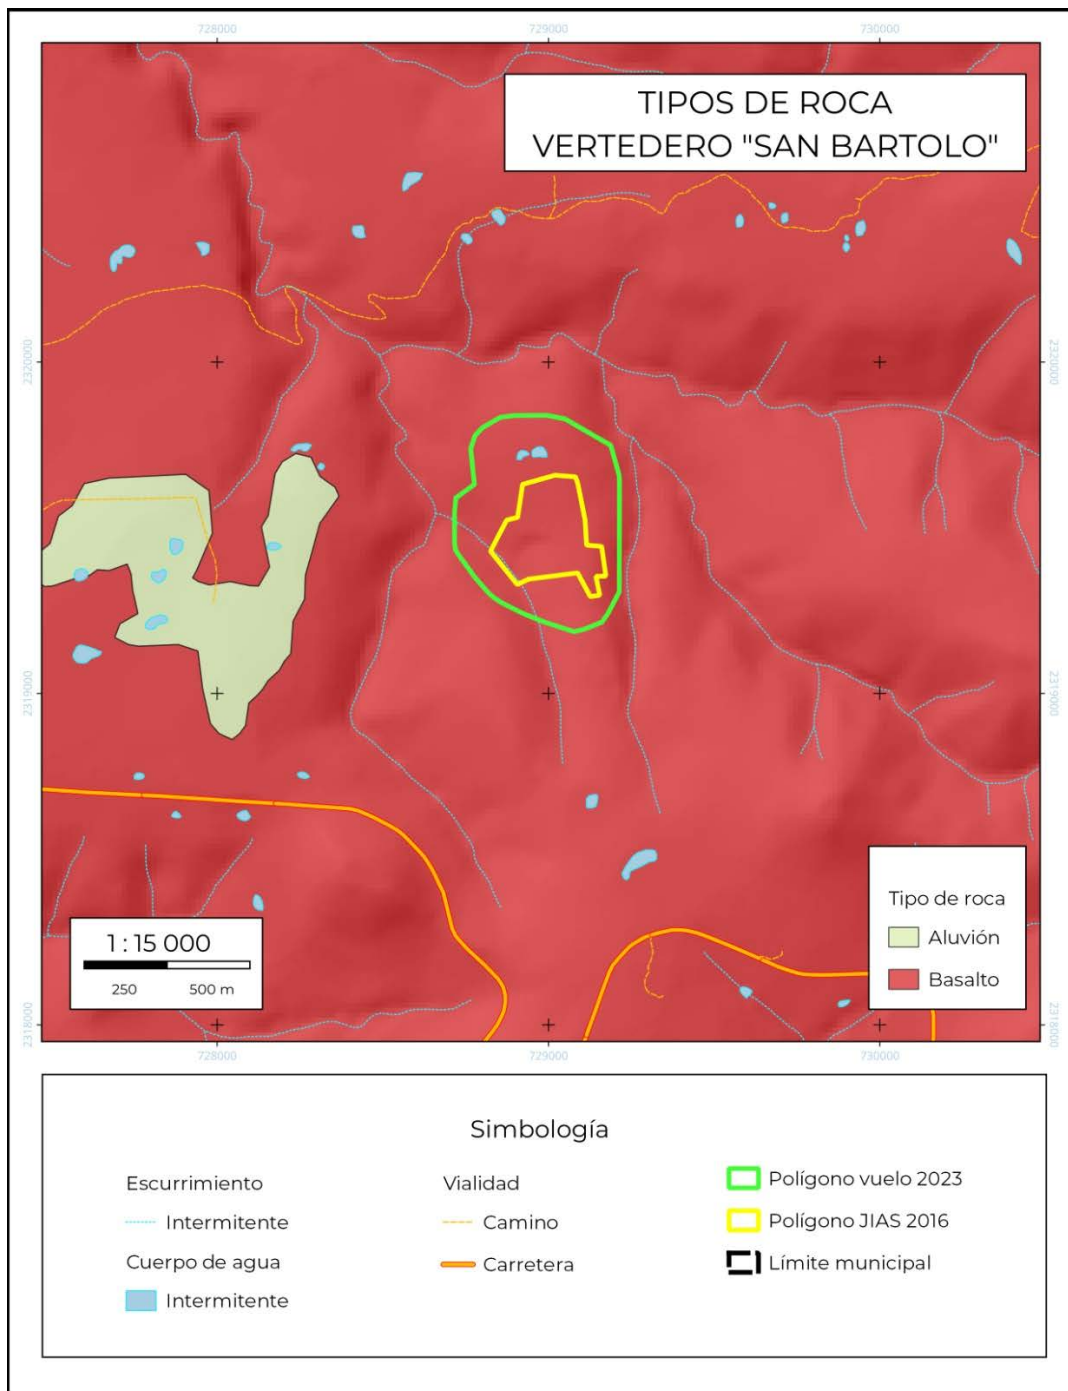 728000
729000
730000
TIPOS DE ROCA
VERTEDERO "SAN BARTOLO"
2320000
2320000
2319000
2319000
Tipo de roca
Aluvión
Basalto
1 : 15 000
250
500 m
2318000
2318000
728000
729000
730000
Simbología
Escurrimiento
Intermitente
Cuerpo de agua
Intermitente
Vialidad
Camino
Carretera
Polígono vuelo 2023
Polígono JIAS 2016
Límite municipal